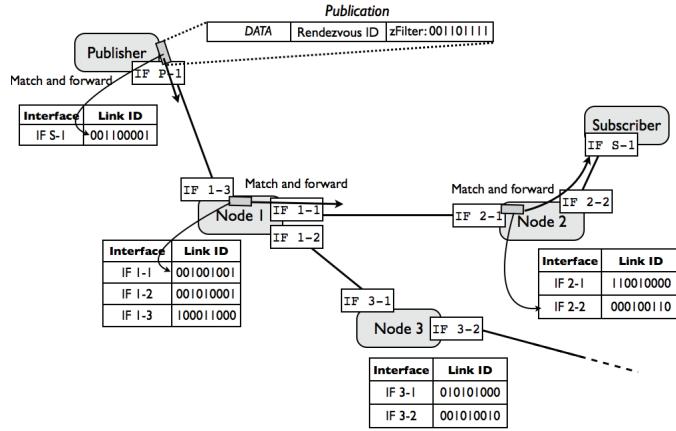 Publication
DATA Rendezvous ID zFilter:001101111
Publisher
IF P-1
Match and forward
Interface Link ID
IF S-1 001100001
Subscriber
IF S-1
IF 1-3
Match and forward
Node 1
IF 1-1
IF 1-2
Match and forward
IF 2-1
IF 2-2
Node 2
Interface Link ID
IF 1-1 001001001
IF 1-2 001010001
IF 1-3 100011000
Interface Link ID
IF 2-1 110010000
IF 2-2 000100110
IF 3-1
Node 3
IF 3-2
Interface Link ID
IF 3-1 010101000
IF 3-2 001010010